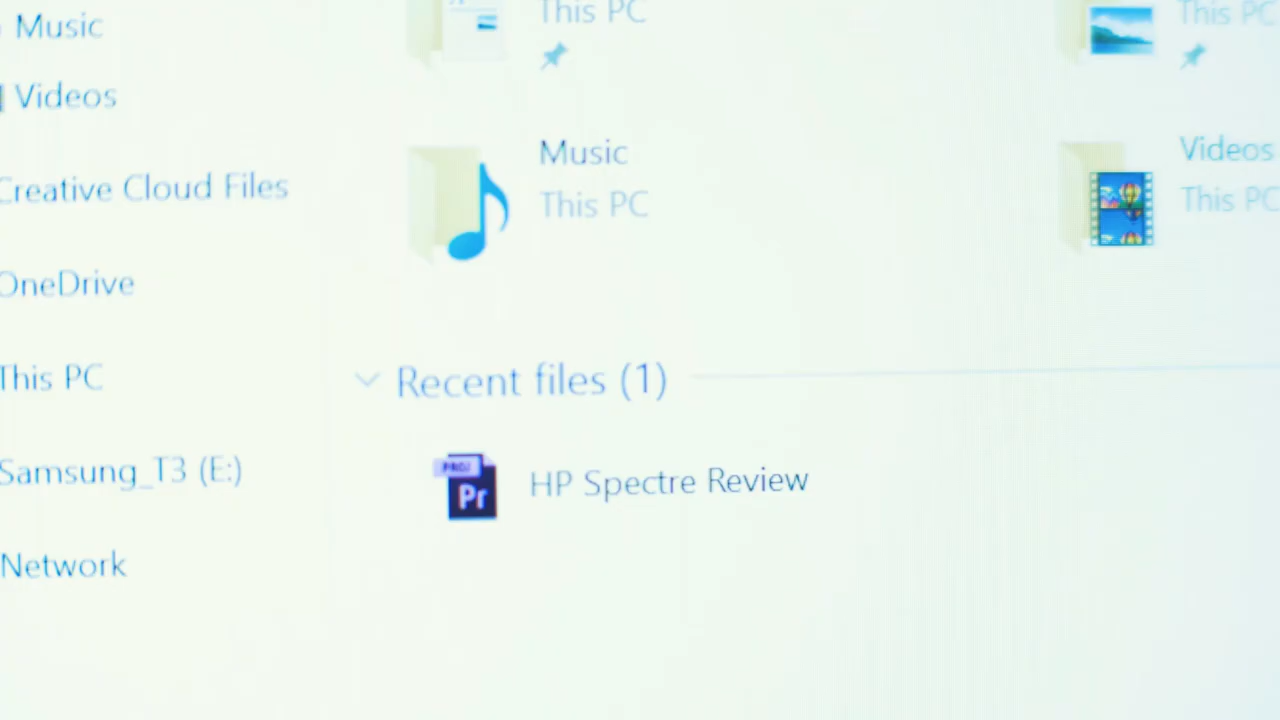 Music
Videos
Creative Cloud Files
OneDrive
This PC
Samsung_T3 (E:)
Network
This PC
This PC
Music
This PC
Videos
This PC
Recent files (1)
PROJ
Pr
HP Spectre Review